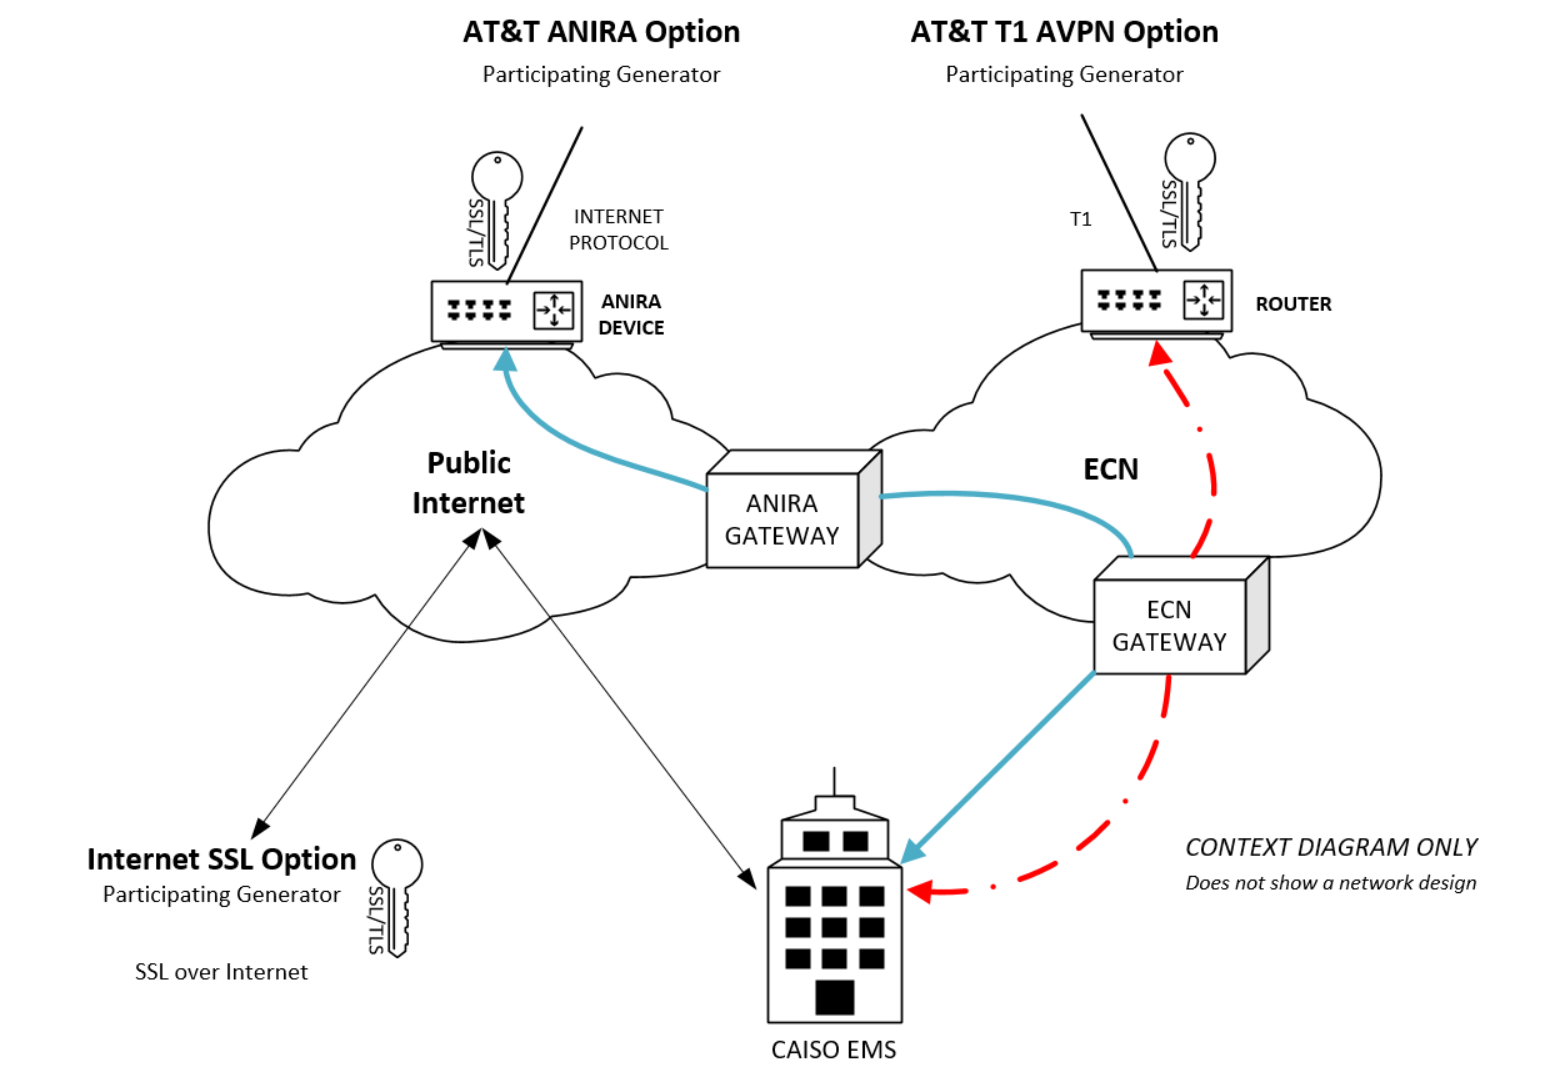 AT&T ANIRA Option
Participating Generator
AT&T T1 AVPN Option
Participating Generator
SSL/TLS
INTERNET
PROTOCOL
T1
SSL/TLS
ANIRA
DEVICE
ROUTER
Public
Internet
ANIRA
GATEWAY
ECN
ECN
GATEWAY
Internet SSL Option
Participating Generator
SSL/TLS
SSL over Internet
CONTEXT DIAGRAM ONLY
Does not show a network design
CAISO EMS